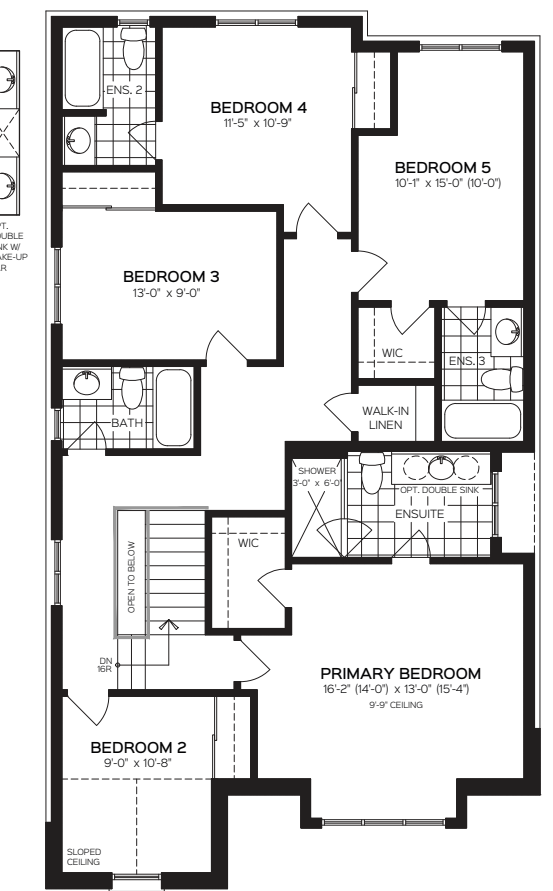 ENS. 2
BEDROOM 4
11'-5" x 10'-9"
BEDROOM 5
10'-1" x 15'-0" (10'-0")
BEDROOM 3
13'-0" x 9'-0"
WIC
ENS. 3
BATH
WALK-IN
LINEN
SHOWER
3'-0" x 6'-0"
OPT. DOUBLE SINK
ENSUITE
WIC
OPEN TO BELOW
DN
16R
PRIMARY BEDROOM
16'-2" (14'-0") x 13'-0" (15'-4")
9'-9" CEILING
BEDROOM 2
9'-0" x 10'-8"
SLOPED
CEILING